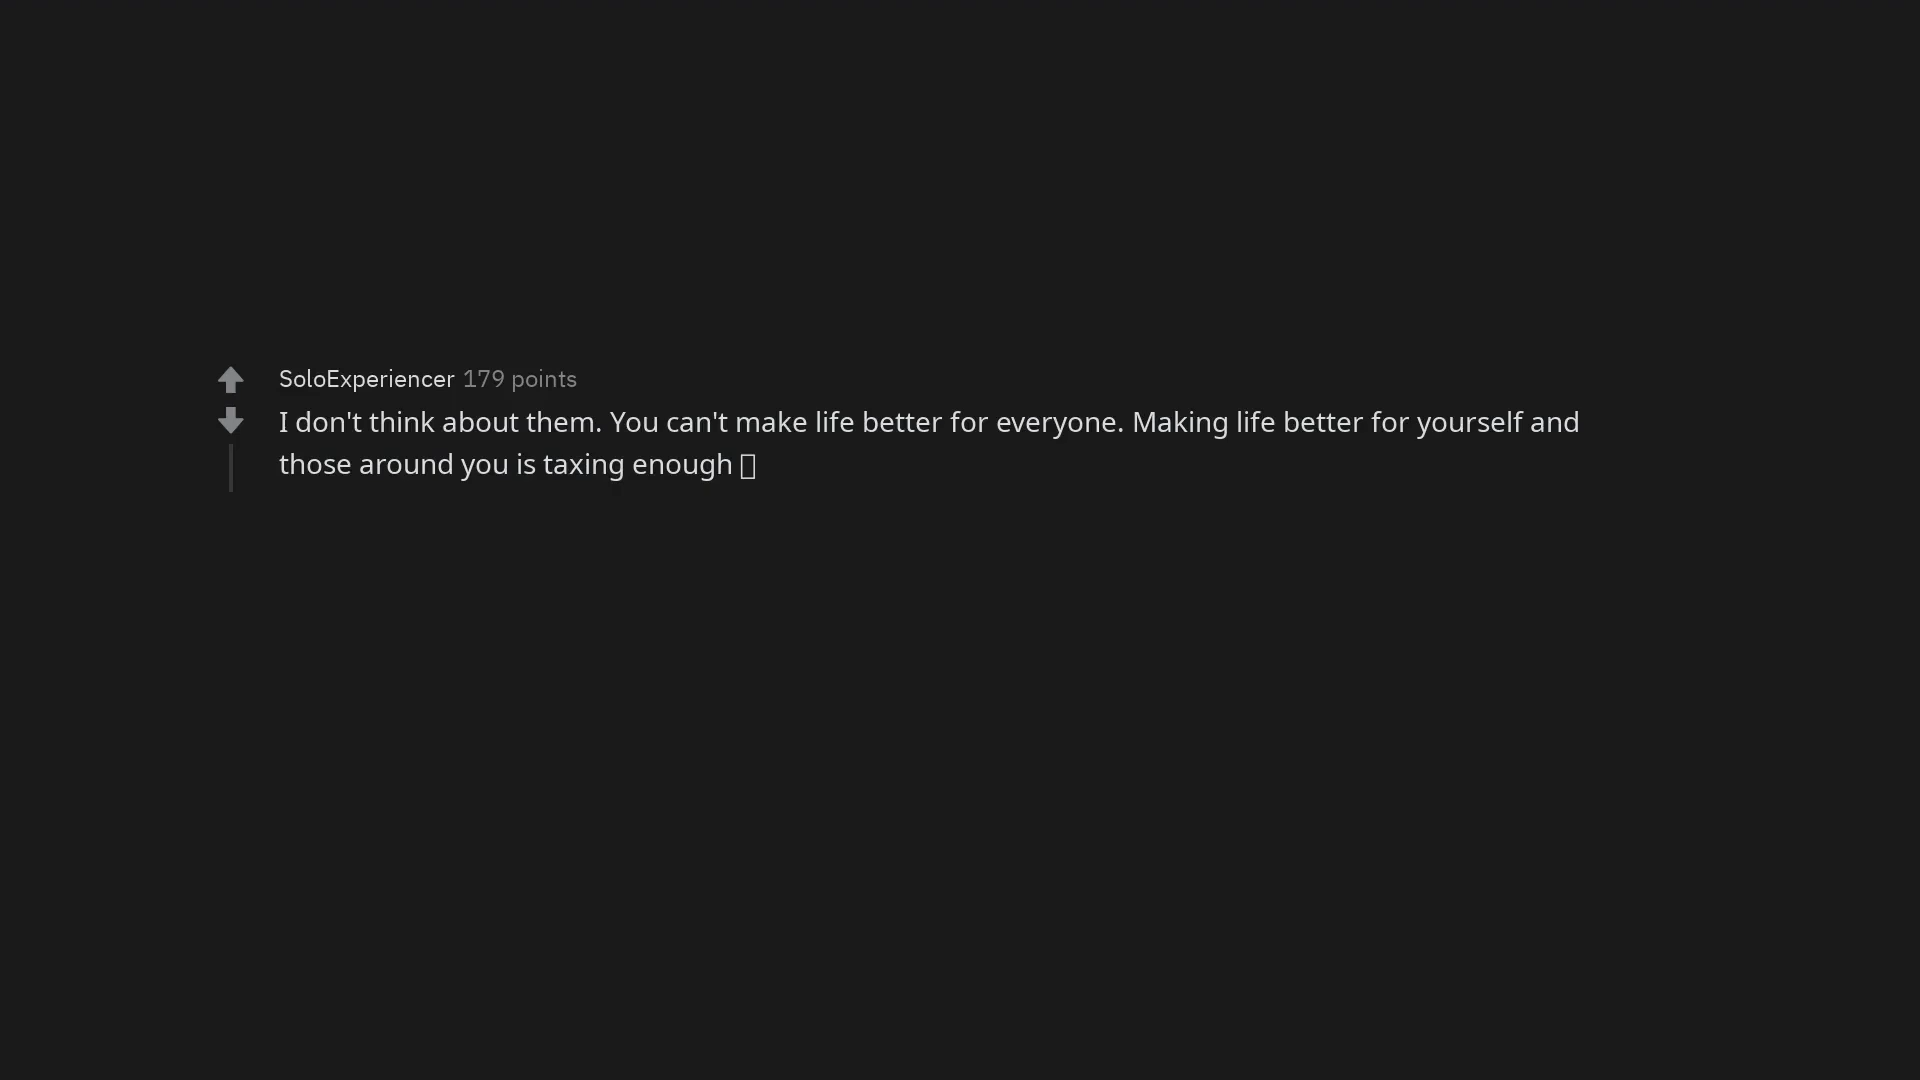 SoloExperiencer 179 points
I don't think about them. You can't make life better for everyone. Making life better for yourself and
those around you is taxing enough